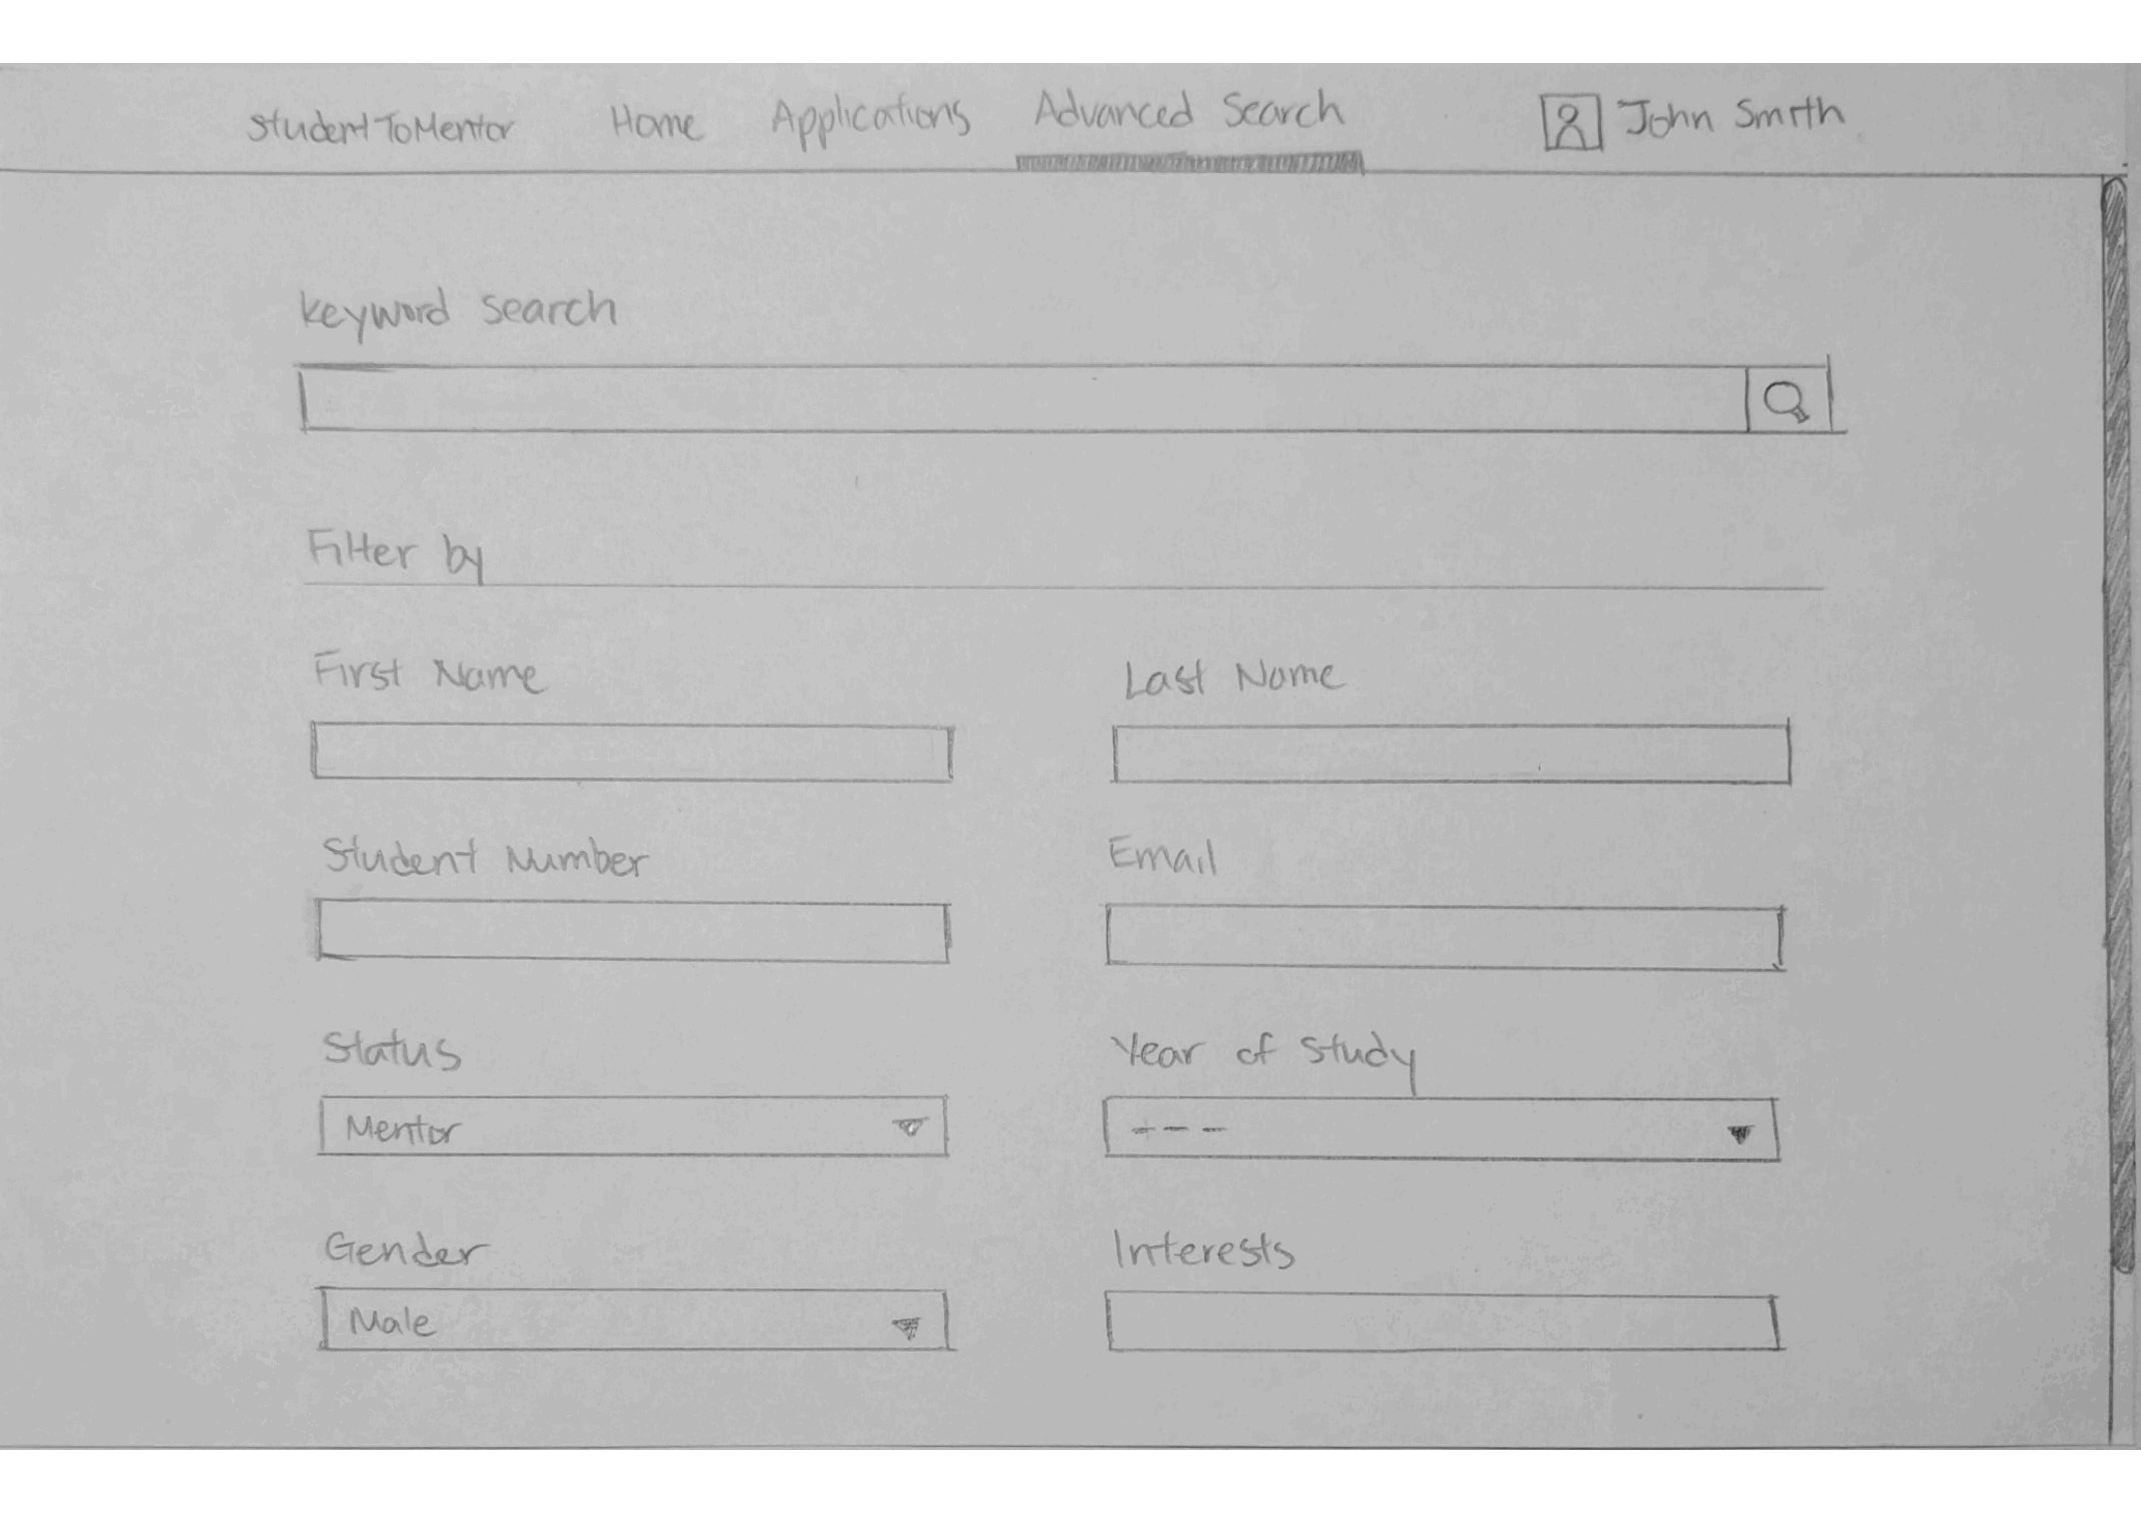 StudentToMentor Home Applications Advanced Search John Smith
keyword search
Filter by
First Name Last Name
Student Number Email
Status Year of Study
Mentor ---
Gender Interests
Male